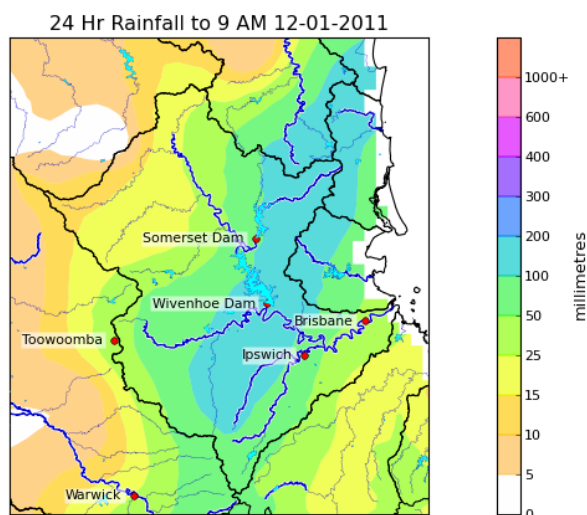 24 Hr Rainfall to 9 AM 12-01-2011
Somerset Dam
Wivenhoe Dam
Brisbane
Toowoomba
Ipswich
Warwick
1000+
600
400
300
200
100
50
25
15
10
5
0
millimetres